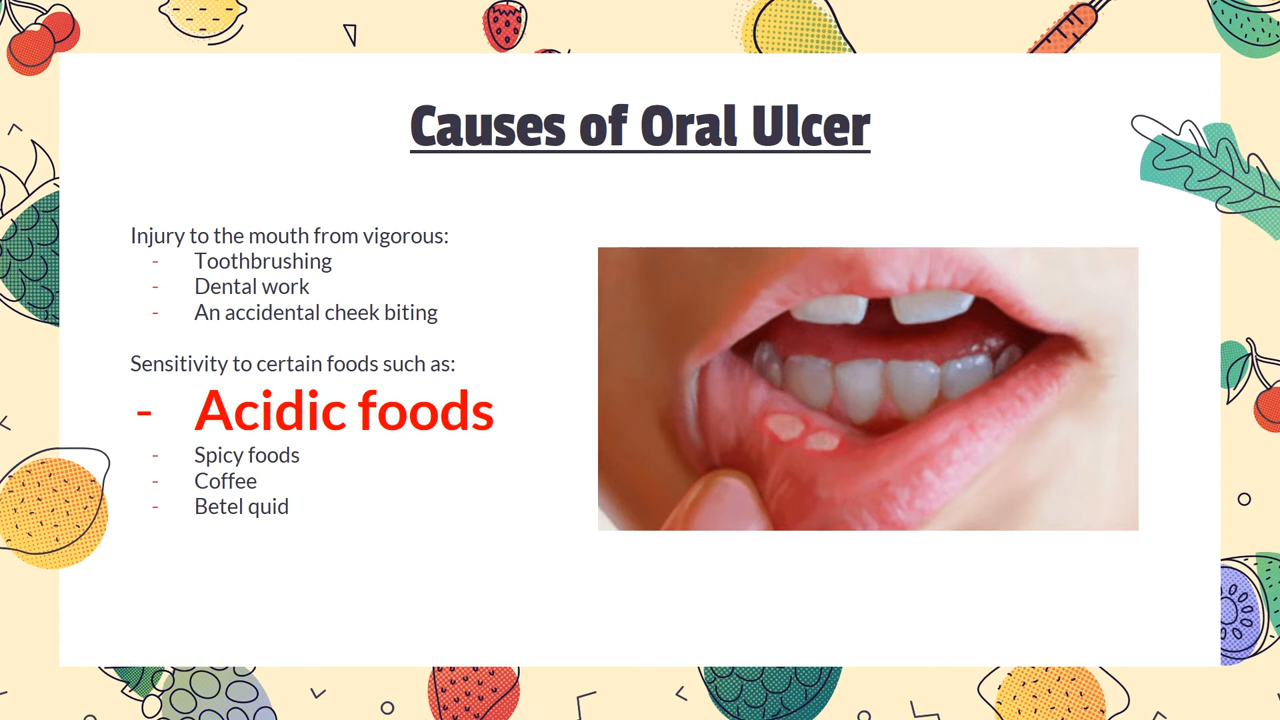 Causes of Oral Ulcer
Injury to the mouth from vigorous:
- Toothbrushing
- Dental work
- An accidental cheek biting
Sensitivity to certain foods such as:
- Acidic foods
- Spicy foods
- Coffee
- Betel quid